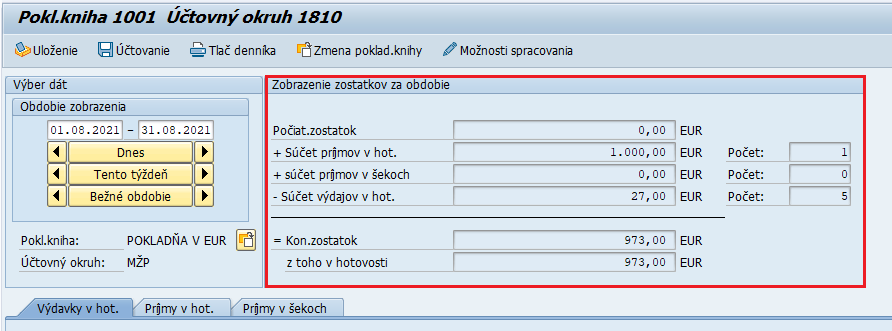 Pokl.kniha 1001 Účtovný okruh 1810
Uloženie Účtovanie Tlač denníka Zmena poklad.knihy Možnosti spracovania
Výber dát
Obdobie zobrazenia
01.08.2021 - 31.08.2021
Dnes
Tento týždeň
Bežné obdobie
Pokl.kniha: POKLADŇA V EUR
Účtovný okruh: MŽP
Zobrazenie zostatkov za obdobie
Počiat.zostatok 0,00 EUR
+ Súčet príjmov v hot. 1.000,00 EUR Počet: 1
+ súčet príjmov v šekoch 0,00 EUR Počet: 0
- Súčet výdajov v hot. 27,00 EUR Počet: 5
= Kon.zostatok 973,00 EUR
z toho v hotovosti 973,00 EUR
Výdavky v hot. Príjmy v hot. Príjmy v šekoch